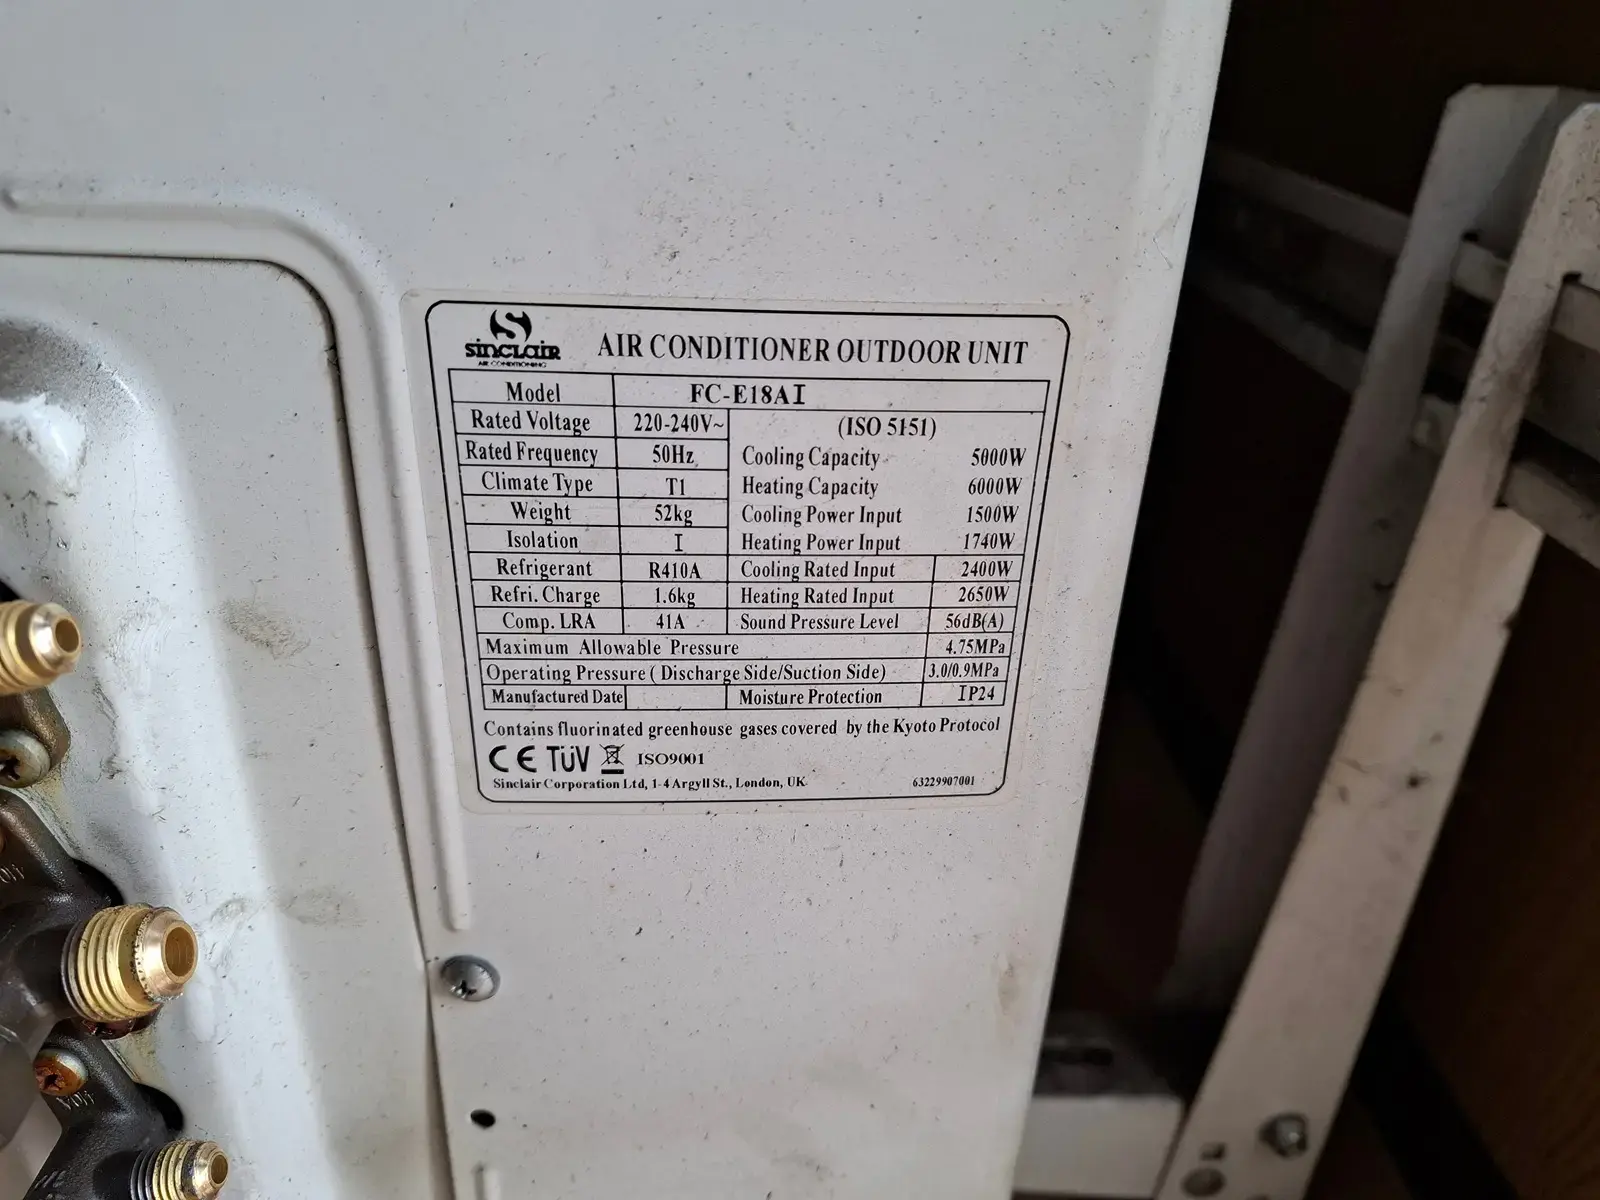 S
sinclair
AIR CONDITIONING
AIR CONDITIONER OUTDOOR UNIT
Model FC-E18AI
Rated Voltage 220-240V~ (ISO 5151)
Rated Frequency 50Hz Cooling Capacity 5000W
Climate Type T1 Heating Capacity 6000W
Weight 52kg Cooling Power Input 1500W
Isolation I Heating Power Input 1740W
Refrigerant R410A Cooling Rated Input 2400W
Refri. Charge 1.6kg Heating Rated Input 2650W
Comp. LRA 41A Sound Pressure Level 56dB(A)
Maximum Allowable Pressure 4.75MPa
Operating Pressure ( Discharge Side/Suction Side) 3.0/0.9MPa
Manufactured Date Moisture Protection IP24
Contains fluorinated greenhouse gases covered by the Kyoto Protocol
CE TÜV ISO9001
Sinclair Corporation Ltd, 1-4 Argyll St., London, UK 63229907001